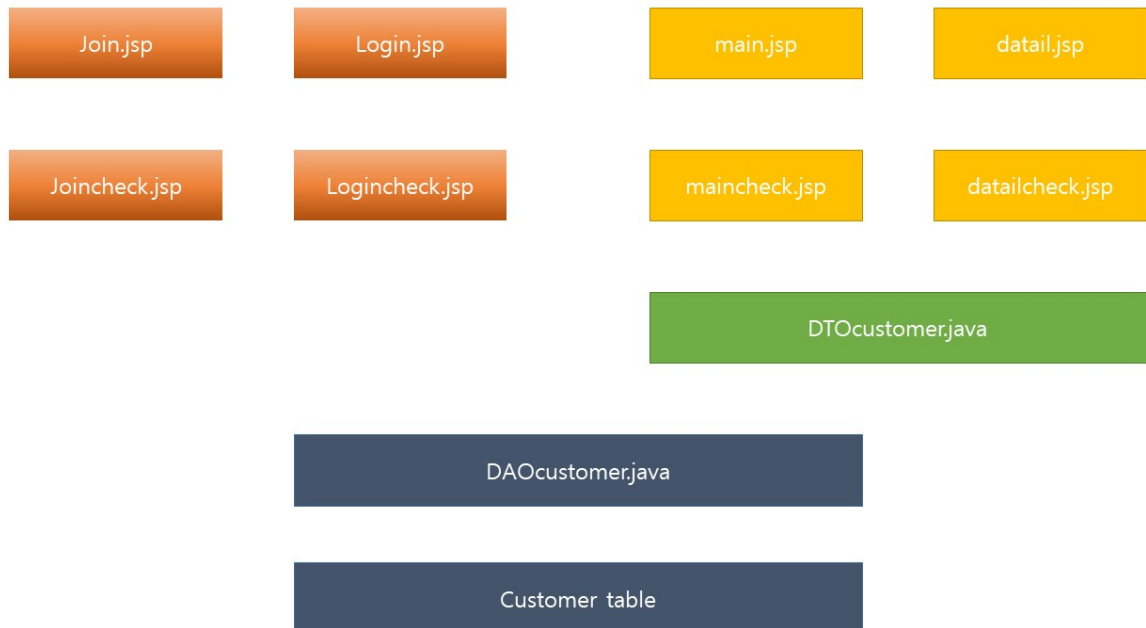 Join.jsp
Login.jsp
main.jsp
datail.jsp
Joincheck.jsp
Logincheck.jsp
maincheck.jsp
datailcheck.jsp
DTOcustomer.java
DAOcustomer.java
Customer table